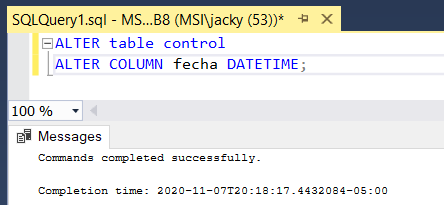 SQLQuery1.sql - MS...B8 (MSI\jacky (53))*
ALTER table control
ALTER COLUMN fecha DATETIME;
100 %
Messages
Commands completed successfully.
Completion time: 2020-11-07T20:18:17.4432084-05:00